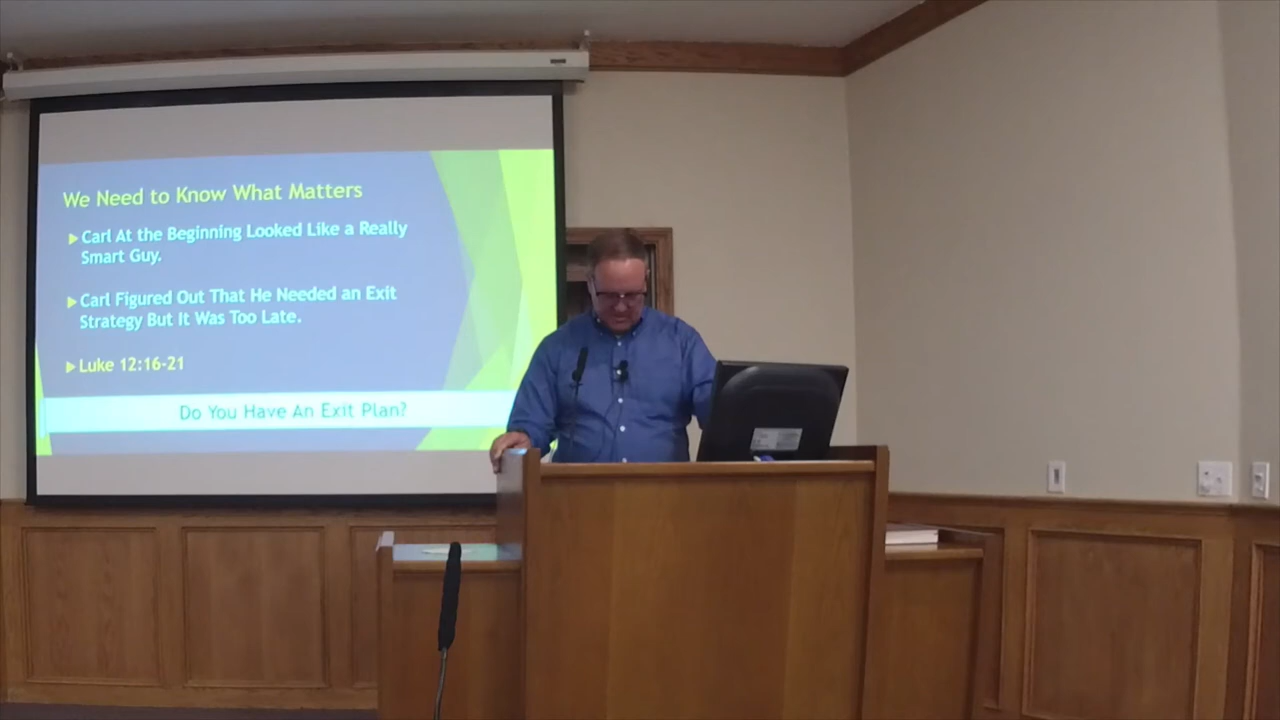 We Need to Know What Matters
Carl At the Beginning Looked Like a Really
Smart Guy.
Carl Figured Out That He Needed an Exit
Strategy But it Was Too Late.
Luke 12:16-21
Do You Have An Exit Plan?